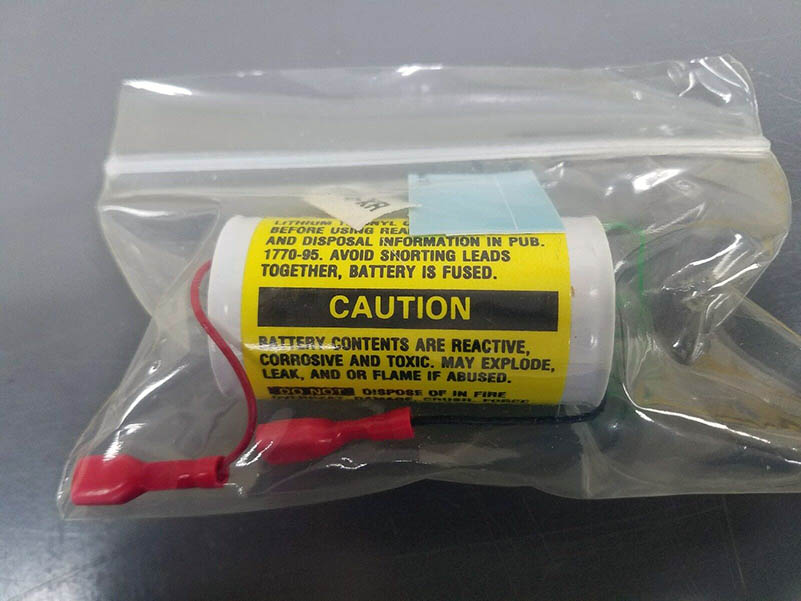 LITHIUM
BEFORE USING
AND DISPOSAL INFORMATION IN PUB.
1770-95. AVOID SHORTING LEADS
TOGETHER, BATTERY IS FUSED.
CAUTION
BATTERY CONTENTS ARE REACTIVE,
CORROSIVE AND TOXIC. MAY EXPLODE,
LEAK, AND OR FLAME IF ABUSED.
DO NOT DISPOSE OF IN FIRE